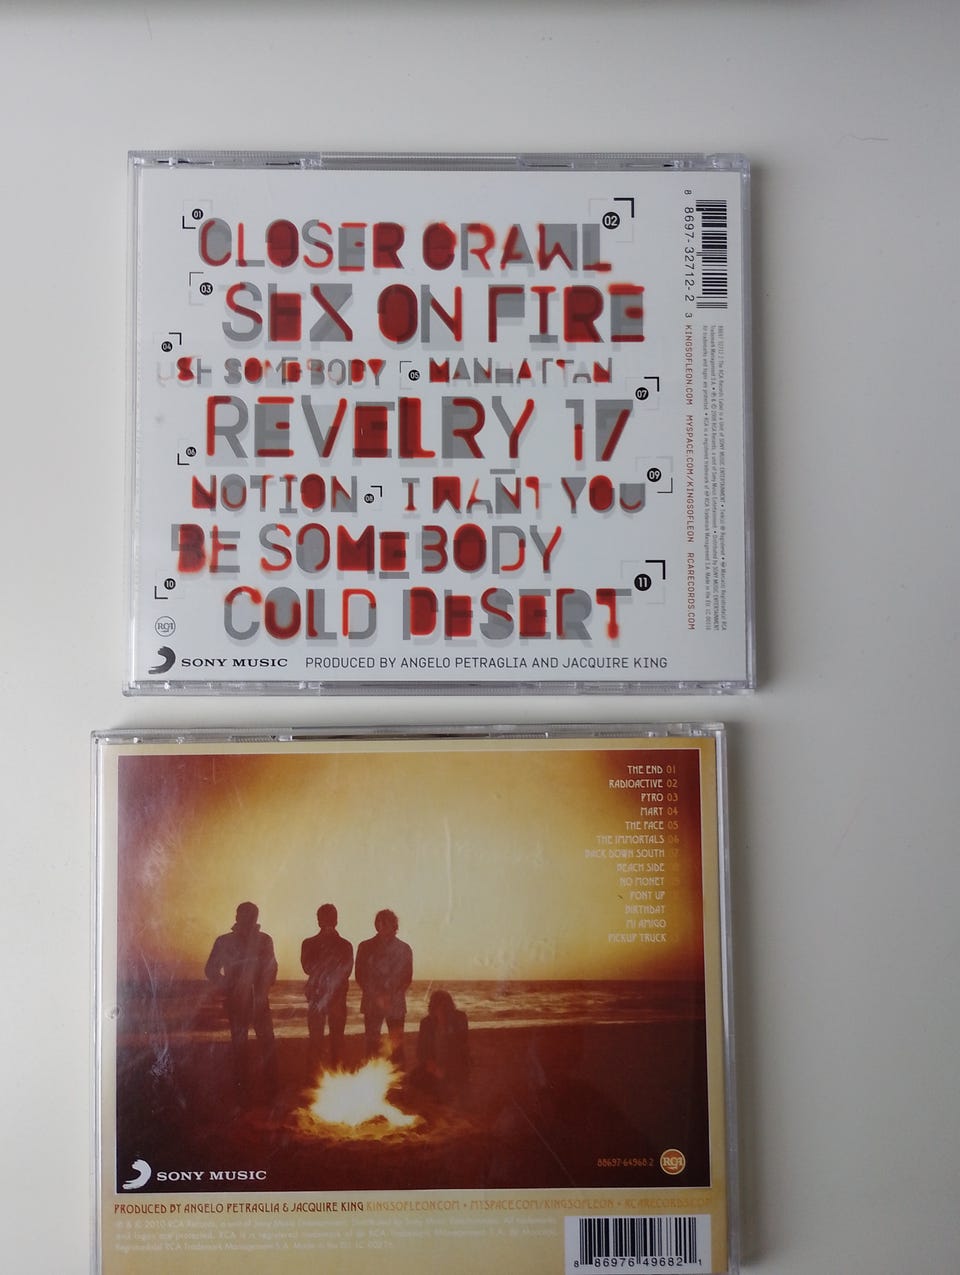 01 CLOSER CRAWL 02
03 SEX ON FIRE
04 USE SOMEBODY 05 MANHATTAN
REVELRY 17 07
06 NOTION 08 I WANT YOU 09
BE SOMEBODY
10 COLD DESERT 11
RCA
SONY MUSIC PRODUCED BY ANGELO PETRAGLIA AND JACQUIRE KING
8 8697-32712-2 3
KINGSOFLEON.COM MYSPACE.COM/KINGSOFLEON RCARECORDS.COM
THE END 01
RADIOACTIVE 02
PYRO 03
MARY 04
THE FACE 05
THE IMMORTALS 06
BACK DOWN SOUTH 07
BEACH SIDE
NO MONEY
PONY UP
BIRTHDAY
MI AMIGO
PICKUP TRUCK
SONY MUSIC
88697-64968-2 RCA
PRODUCED BY ANGELO PETRAGLIA & JACQUIRE KING KINGSOFLEON.COM • MYSPACE.COM/KINGSOFLEON • RCARECORDS.COM
8 86976 49682 1